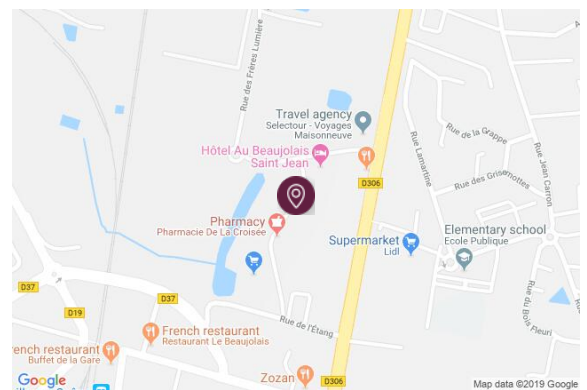 Rue des Frères Lumière
Travel agency
Selectour - Voyages
Maisonneuve
Rue de la Grappe
Hôtel Au Beaujolais
Saint Jean
Rue Lamartine
Rue Jean Carron
Rue des Grisemottes
D306
Pharmacy
Pharmacie De La Croisée
Supermarket
Lidl
Elementary school
Ecole Publique
D37
D37
D19
Rue du Bois Fleuri
French restaurant
Restaurant Le Beaujolais
Rue de l'Étang
ench restaurant
Buffet de la Gare
Zozan
D306
Google
Map data ©2019 Google